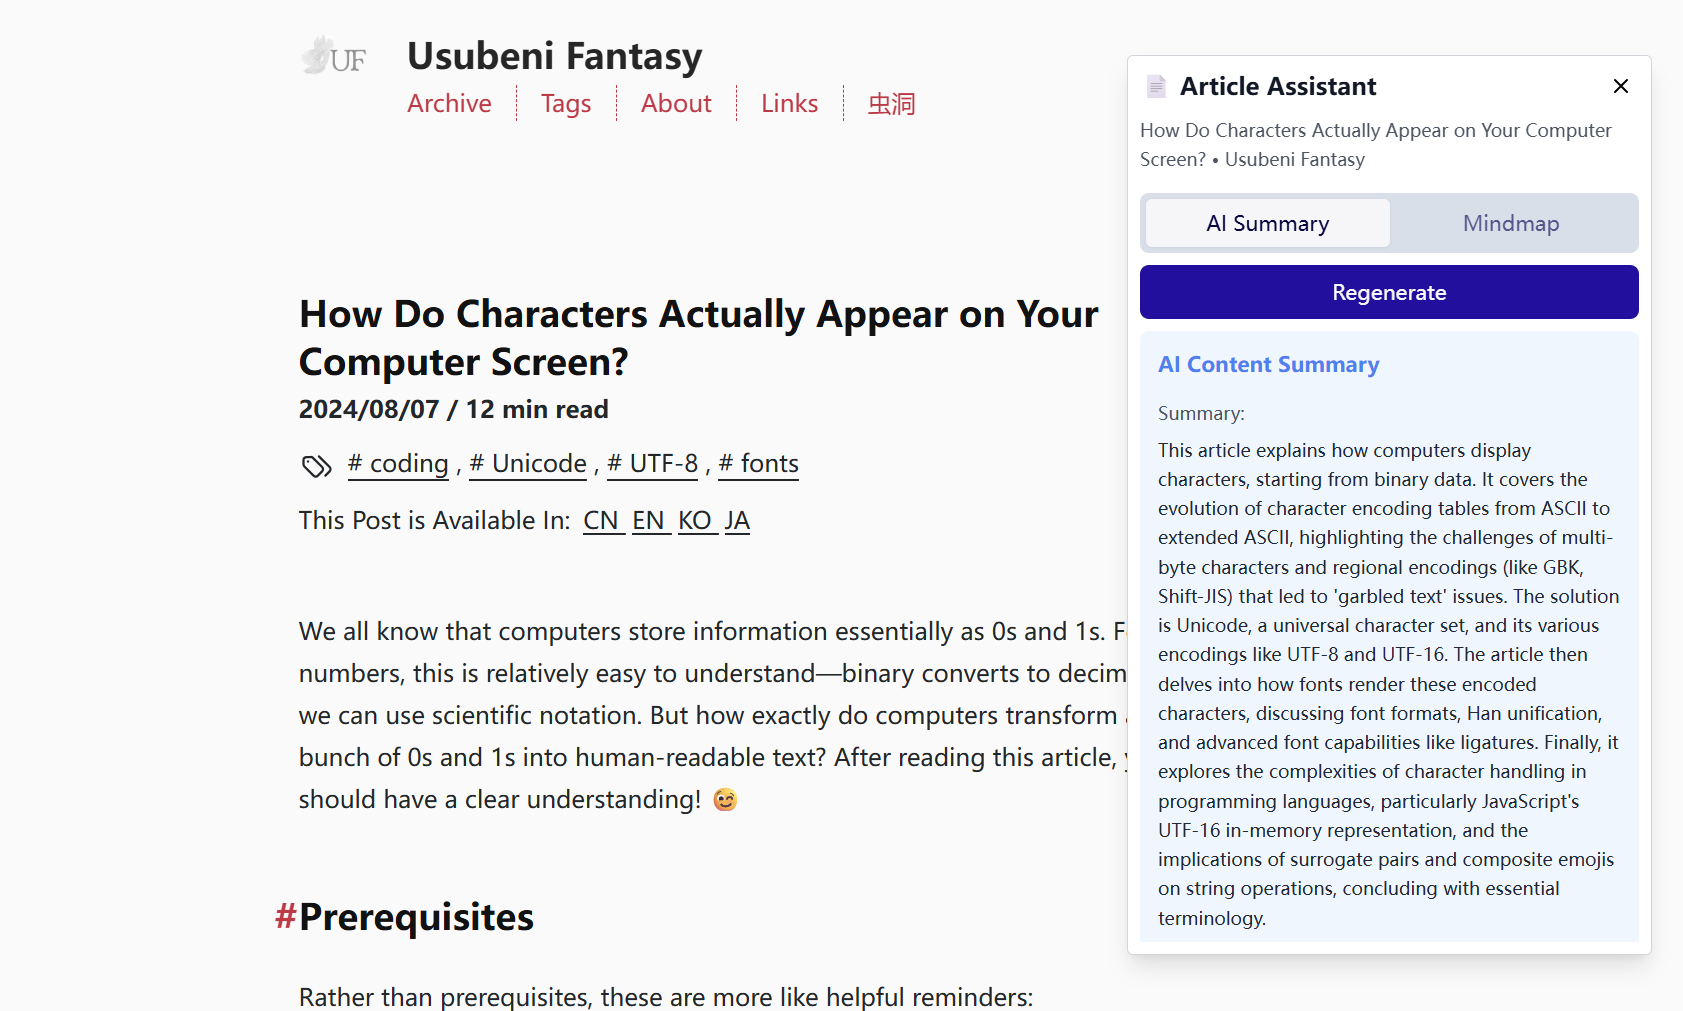 UF
Usubeni Fantasy
Archive
Tags
About
Links
虫洞
How Do Characters Actually Appear on Your
Computer Screen?
2024/08/07 / 12 min read
# coding , # Unicode , # UTF-8 , # fonts
This Post is Available In: CN EN KO JA
We all know that computers store information essentially as 0s and 1s.
numbers, this is relatively easy to understand—binary converts to decim
we can use scientific notation. But how exactly do computers transform
bunch of 0s and 1s into human-readable text? After reading this article,
should have a clear understanding! 😉
#Prerequisites
Rather than prerequisites, these are more like helpful reminders:
Article Assistant
How Do Characters Actually Appear on Your Computer
Screen? • Usubeni Fantasy
AI Summary
Mindmap
Regenerate
AI Content Summary
Summary:
This article explains how computers display
characters, starting from binary data. It covers the
evolution of character encoding tables from ASCII to
extended ASCII, highlighting the challenges of multi-
byte characters and regional encodings (like GBK,
Shift-JIS) that led to 'garbled text' issues. The solution
is Unicode, a universal character set, and its various
encodings like UTF-8 and UTF-16. The article then
delves into how fonts render these encoded
characters, discussing font formats, Han unification,
and advanced font capabilities like ligatures. Finally, it
explores the complexities of character handling in
programming languages, particularly JavaScript's
UTF-16 in-memory representation, and the
implications of surrogate pairs and composite emojis
on string operations, concluding with essential
terminology.